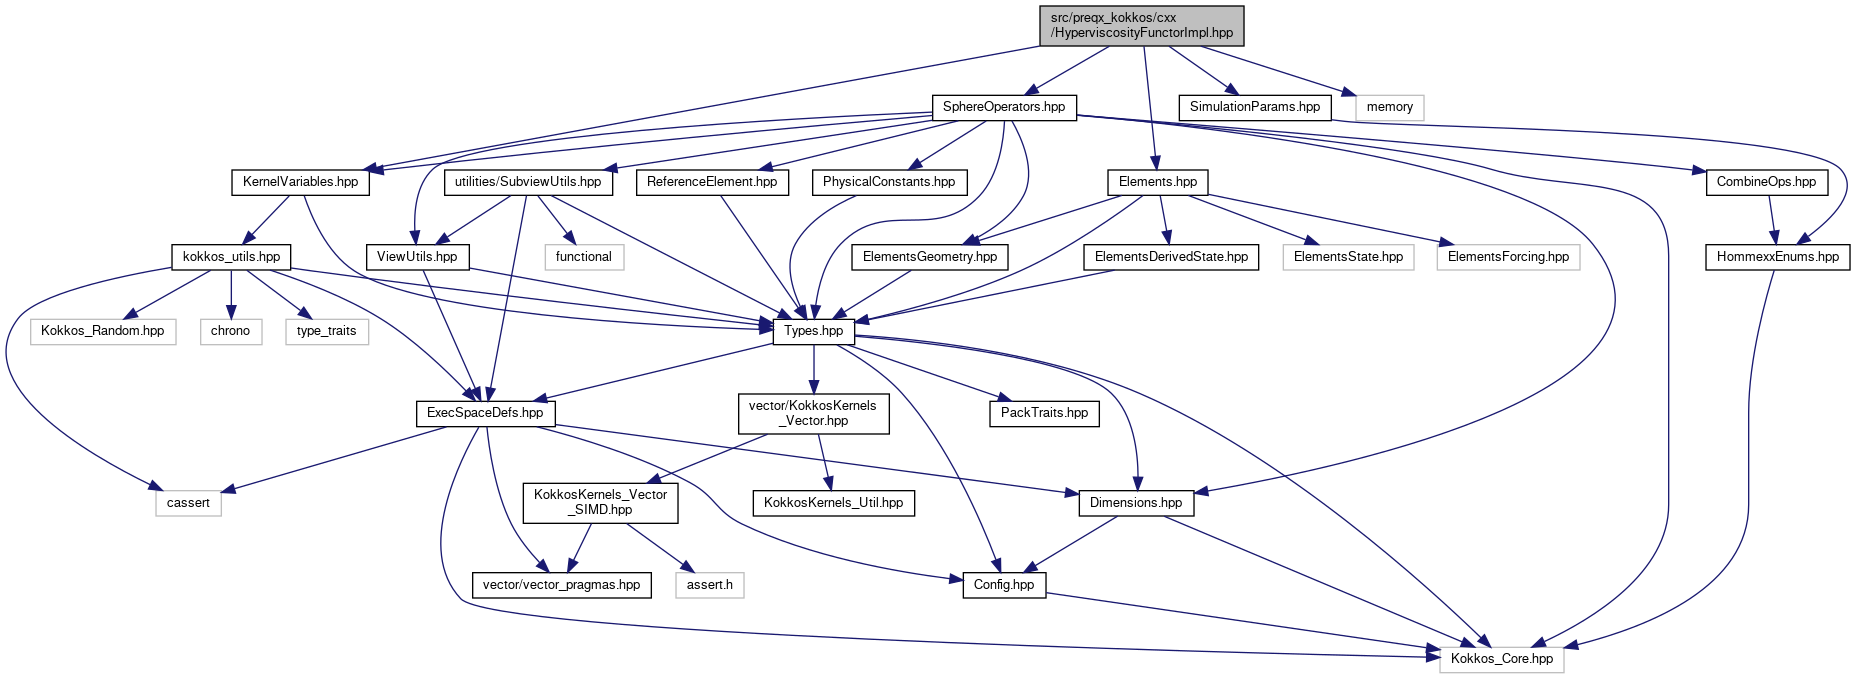 src/preqx_kokkos/cxx
/HyperviscosityFunctorImpl.hpp
SphereOperators.hpp
SimulationParams.hpp
memory
KernelVariables.hpp
utilities/SubviewUtils.hpp
ReferenceElement.hpp
PhysicalConstants.hpp
Elements.hpp
CombineOps.hpp
kokkos_utils.hpp
ViewUtils.hpp
functional
ElementsGeometry.hpp
ElementsDerivedState.hpp
ElementsState.hpp
ElementsForcing.hpp
HommexxEnums.hpp
Kokkos_Random.hpp
chrono
type_traits
Types.hpp
ExecSpaceDefs.hpp
vector/KokkosKernels
_Vector.hpp
PackTraits.hpp
cassert
KokkosKernels_Vector
_SIMD.hpp
KokkosKernels_Util.hpp
Dimensions.hpp
vector/vector_pragmas.hpp
assert.h
Config.hpp
Kokkos_Core.hpp